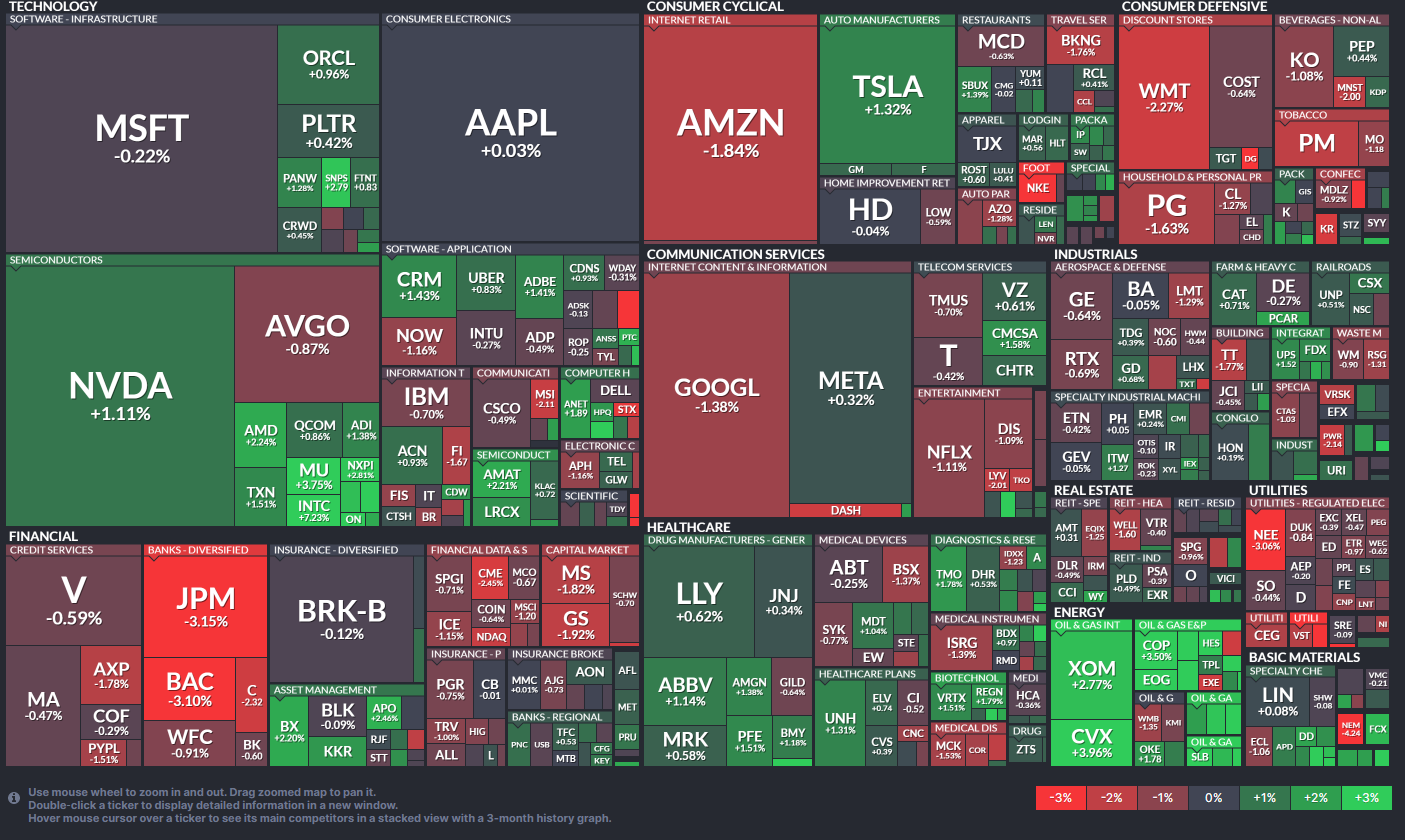 TECHNOLOGY
SOFTWARE - INFRASTRUCTURE
MSFT
-0.22%
ORCL
+0.96%
PLTR
+0.42%
PANW
+1.28%
SNPS
+2.79
FTNT
+0.83
CRWD
+0.45%
CONSUMER ELECTRONICS
AAPL
+0.03%
SEMICONDUCTORS
NVDA
+1.11%
AVGO
-0.87%
AMD
+2.24%
QCOM
+0.86%
ADI
+1.38%
TXN
+1.51%
MU
+3.75%
NXPI
+2.81%
INTC
+7.23%
ON
SOFTWARE - APPLICATION
CRM
+1.43%
UBER
+0.83%
ADBE
+1.41%
CDNS
+0.93%
WDAY
-0.31%
NOW
-1.16%
INTU
-0.27%
ADP
-0.49%
ADSK
-0.13
ROP
-0.25
ANSS
PTC
TYL
INFORMATION T
IBM
-0.70%
ACN
+0.93%
FI
-1.67
FIS
IT
CDW
CTSH
BR
COMMUNICATI
CSCO
-0.49%
MSI
-2.11
SEMICONDUCT
AMAT
+2.21%
KLAC
+0.72
LRCX
COMPUTER H
ANET
+1.89
DELL
HPQ
STX
ELECTRONIC C
APH
-1.16%
TEL
GLW
SCIENTIFIC
TDY
CONSUMER CYCLICAL
INTERNET RETAIL
AMZN
-1.84%
AUTO MANUFACTURERS
TSLA
+1.32%
GM
F
HOME IMPROVEMENT RET
HD
-0.04%
LOW
-0.59%
RESTAURANTS
MCD
-0.63%
SBUX
+1.39%
CMG
-0.02
YUM
+0.11
TRAVEL SER
BKNG
-1.76%
RCL
+0.41%
CCL
APPAREL
TJX
ROST
+0.60
LULU
+0.41
LODGIN
MAR
+0.56
HLT
PACKA
IP
SW
AUTO PAR
AZO
-1.28%
FOOT
NKE
SPECIAL
RESIDE
LEN
NVR
CONSUMER DEFENSIVE
DISCOUNT STORES
WMT
-2.27%
COST
-0.64%
TGT
DG
BEVERAGES - NON-AL
KO
-1.08%
PEP
+0.44%
MNST
-2.00
KDP
TOBACCO
PM
MO
-1.18
HOUSEHOLD & PERSONAL PR
PG
-1.63%
CL
-1.27%
EL
CHD
PACK
GIS
K
CONFEC
MDLZ
-0.92%
KR
STZ
SYY
COMMUNICATION SERVICES
INTERNET CONTENT & INFORMATION
GOOGL
-1.38%
META
+0.32%
DASH
TELECOM SERVICES
TMUS
-0.70%
VZ
+0.61%
T
-0.42%
CMCSA
+1.58%
CHTR
ENTERTAINMENT
NFLX
-1.11%
DIS
-1.09%
LYV
-2.01
TKO
INDUSTRIALS
AEROSPACE & DEFENSE
GE
-0.64%
BA
-0.05%
LMT
-1.29%
RTX
-0.69%
TDG
+0.39%
NOC
-0.60
HWM
-0.44
GD
+0.68%
LHX
TXT
FARM & HEAVY C
CAT
+0.71%
DE
-0.27%
PCAR
RAILROADS
UNP
+0.51%
CSX
NSC
BUILDING
TT
-1.77%
JCI
-0.45%
LII
INTEGRAT
UPS
+1.52
FDX
WASTE M
WM
-0.90
RSG
-1.31
SPECIALTY INDUSTRIAL MACHI
ETN
-0.42%
PH
+0.05
EMR
+0.24%
CMI
GEV
-0.05%
ITW
+1.27
OTIS
-0.10
IR
ROK
-0.23
XYL
IEX
CONGLO
HON
+0.19%
SPECIA
CTAS
-1.03
INDUST
VRSK
EFX
PWR
-2.14
URI
FINANCIAL
CREDIT SERVICES
V
-0.59%
MA
-0.47%
AXP
-1.78%
COF
-0.29%
PYPL
-1.51%
BANKS - DIVERSIFIED
JPM
-3.15%
BAC
-3.10%
C
-2.32
WFC
-0.91%
BK
-0.60
INSURANCE - DIVERSIFIED
BRK-B
-0.12%
ASSET MANAGEMENT
BX
+2.20%
BLK
-0.09%
APO
+2.46%
KKR
RJF
STT
FINANCIAL DATA & S
SPGI
-0.71%
CME
-2.45%
MCO
-0.67
ICE
-1.15%
COIN
-0.64%
MSCI
-1.20
NDAQ
CAPITAL MARKET
MS
-1.82%
GS
-1.92%
SCHW
-0.70
INSURANCE - P
PGR
-0.75%
CB
-0.01
TRV
-1.00%
HIG
ALL
L
INSURANCE BROKE
MMC
+0.01%
AJG
-0.73
AON
BANKS - REGIONAL
PNC
USB
TFC
+0.53
MTB
CFG
KEY
AFL
MET
PRU
HEALTHCARE
DRUG MANUFACTURERS - GENER
LLY
+0.62%
JNJ
+0.34%
ABBV
+1.14%
AMGN
+1.38%
GILD
-0.64%
MRK
+0.58%
PFE
+1.51%
BMY
+1.18%
MEDICAL DEVICES
ABT
-0.25%
BSX
-1.37%
SYK
-0.77%
MDT
+1.04%
STE
EW
HEALTHCARE PLANS
UNH
+1.31%
ELV
+0.74
CI
-0.52
CVS
+0.39
CNC
DIAGNOSTICS & RESE
TMO
+1.78%
DHR
+0.53%
IDXX
-1.23
A
MEDICAL INSTRUMEN
ISRG
-1.39%
BDX
+0.97
RMD
BIOTECHNOL
VRTX
+1.51%
REGN
+1.79%
MEDI
HCA
-0.36%
MEDICAL DIS
MCK
-1.53%
COR
DRUG
ZTS
REAL ESTATE
REIT - SPE
AMT
+0.31
EQIX
-1.25
DLR
-0.49%
IRM
CCI
WY
REIT - HEA
WELL
-1.60
VTR
-0.40
REIT - IND
PLD
+0.49%
PSA
-0.39
EXR
REIT - RESID
SPG
-0.96%
O
VICI
UTILITIES
UTILITIES - REGULATED ELEC
NEE
-3.06%
DUK
-0.84
EXC
-0.39
XEL
-0.47
PEG
ED
ETR
-0.97
WEC
-0.62
SO
-0.44
AEP
-0.20
PPL
ES
D
FE
CNP
LNT
UTILITI
CEG
UTILI
VST
SRE
-0.09
NI
ENERGY
OIL & GAS INT
XOM
+2.77%
CVX
+3.96%
OIL & GAS E&P
COP
+3.50%
HES
TPL
EOG
EXE
OIL & G
WMB
-1.35
KMI
OKE
+1.78
OIL & GA
OIL & GA
SLB
BASIC MATERIALS
SPECIALTY CHE
LIN
+0.08%
SHW
-0.08
ECL
-1.06
APD
DD
VMC
-0.21
NEM
-4.24
FCX
Use mouse wheel to zoom in and out. Drag zoomed map to pan it.
Double-click a ticker to display detailed information in a new window.
Hover mouse cursor over a ticker to see its main competitors in a stacked view with a 3-month history graph.
-3%
-2%
-1%
0%
+1%
+2%
+3%